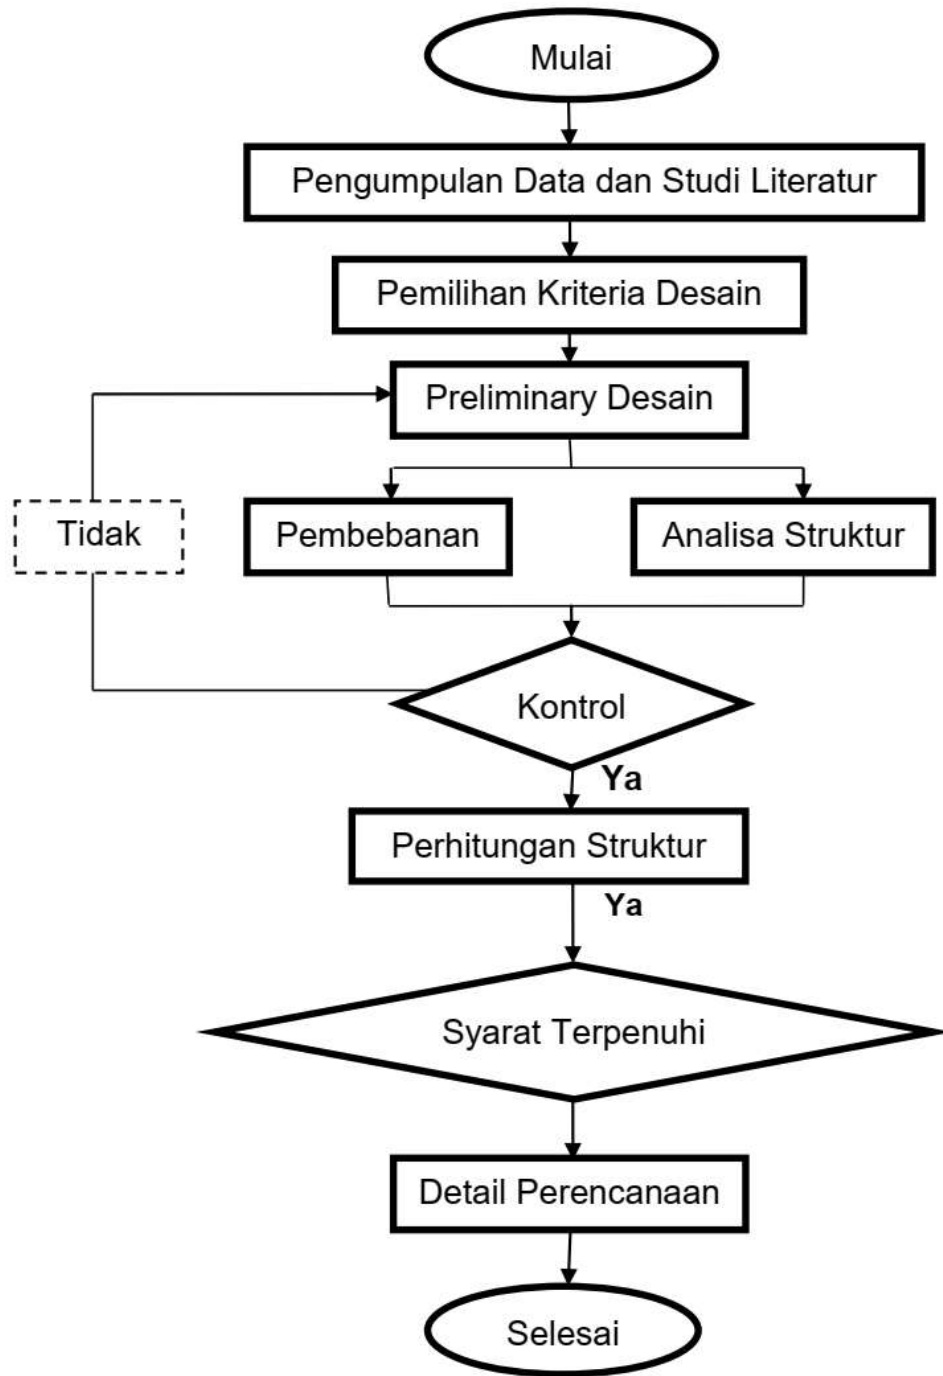 Mulai
Pengumpulan Data dan Studi Literatur
Pemilihan Kriteria Desain
Preliminary Desain
Tidak
Pembebanan
Analisa Struktur
Kontrol
Ya
Perhitungan Struktur
Ya
Syarat Terpenuhi
Detail Perencanaan
Selesai